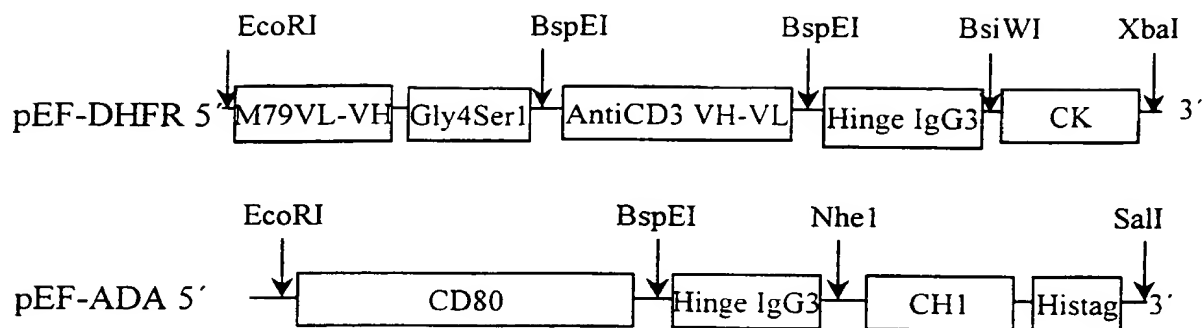 EcoRI BspEI BspEI BsiWI XbaI
pEF-DHFR 5´ M79VL-VH Gly4Ser1 AntiCD3 VH-VL Hinge IgG3 CK 3´
EcoRI BspEI Nhe1 SalI
pEF-ADA 5´ CD80 Hinge IgG3 CH1 Histag 3´